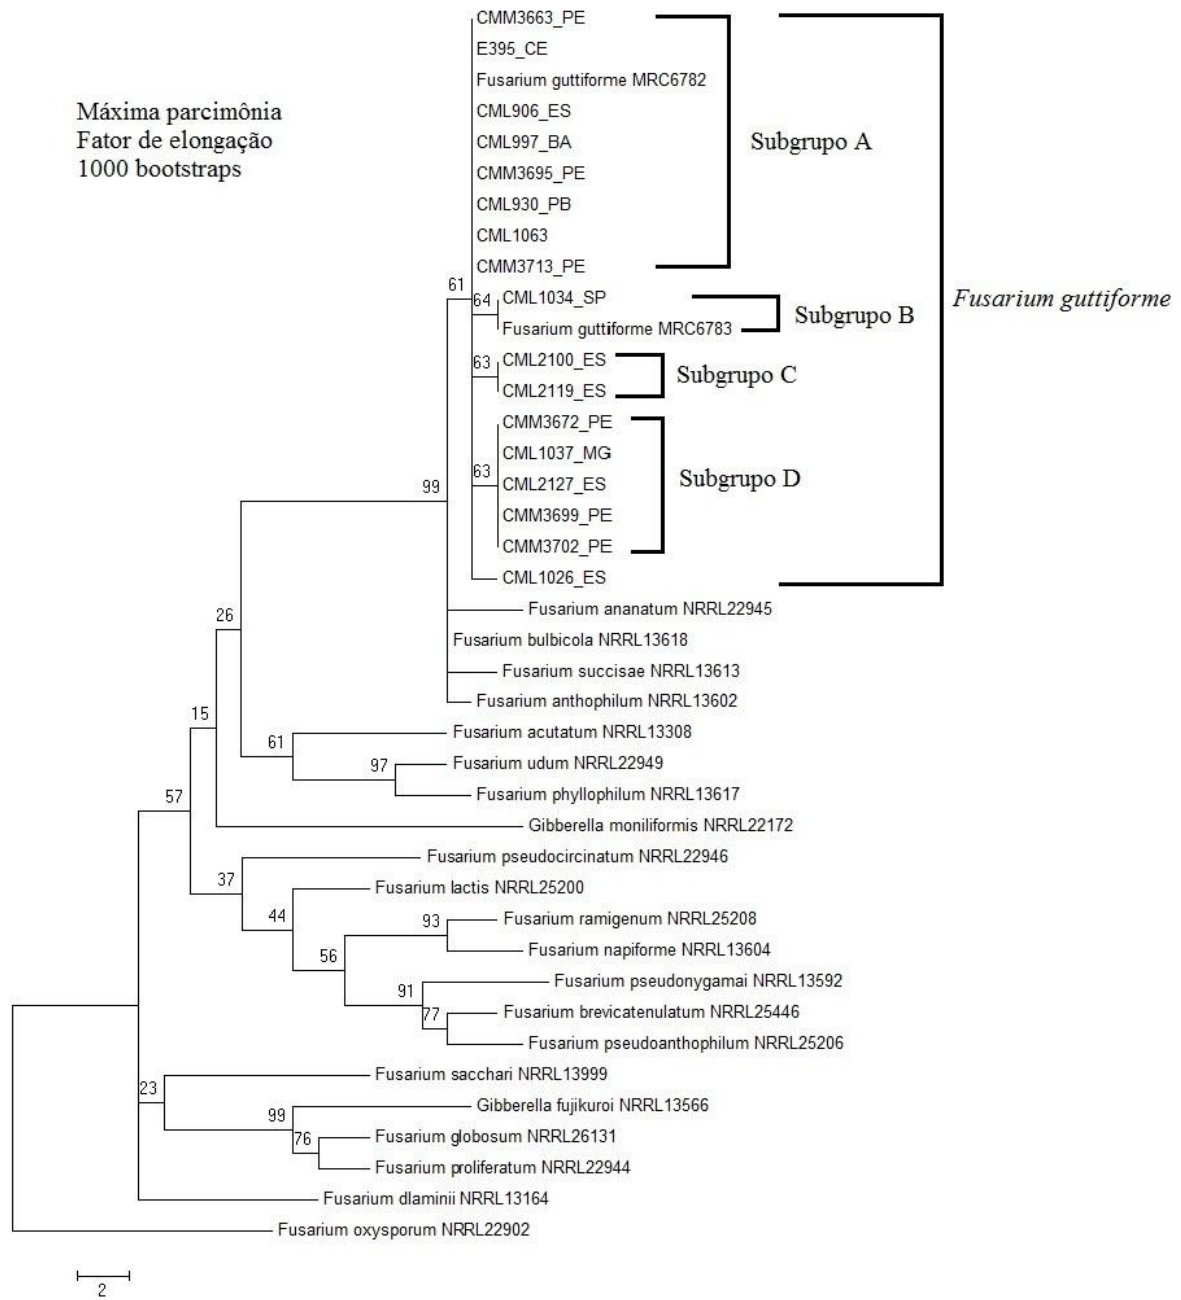 CMM3663_PE
E395_CE
Fusarium guttiforme MRC6782
Máxima parcimônia
Fator de elongação
1000 bootstraps
CML906_ES
CML997_BA
Subgrupo A
CMM3695_PE
CML930_PB
CML1063
CMM3713_PE
61
64
CML1034_SP
Fusarium guttiforme
Subgrupo B
Fusarium guttiforme MRC6783
63
CML2100_ES
Subgrupo C
CML2119_ES
CMM3672_PE
CML1037_MG
63
CML2127_ES
Subgrupo D
99
CMM3699_PE
CMM3702_PE
CML1026_ES
Fusarium ananatum NRRL22945
26
Fusarium bulbicola NRRL13618
Fusarium succisae NRRL13613
Fusarium anthophilum NRRL13602
15
Fusarium acutatum NRRL13308
61
Fusarium udum NRRL22949
97
Fusarium phyllophilum NRRL13617
57
Gibberella moniliformis NRRL22172
Fusarium pseudocircinatum NRRL22946
37
Fusarium lactis NRRL25200
44
Fusarium ramigenum NRRL25208
93
Fusarium napiforme NRRL13604
56
Fusarium pseudonygamai NRRL13592
91
Fusarium brevicatenulatum NRRL25446
77
Fusarium pseudoanthophilum NRRL25206
Fusarium sacchari NRRL13999
23
Gibberella fujikuroi NRRL13566
99
Fusarium globosum NRRL26131
76
Fusarium proliferatum NRRL22944
Fusarium dlaminii NRRL13164
Fusarium oxysporum NRRL22902
2